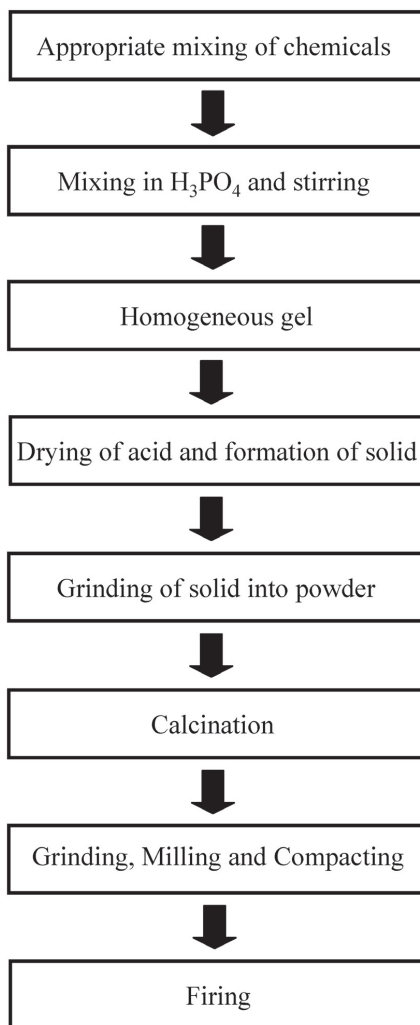 Appropriate mixing of chemicals
Mixing in H₃PO₄ and stirring
Homogeneous gel
Drying of acid and formation of solid
Grinding of solid into powder
Calcination
Grinding, Milling and Compacting
Firing